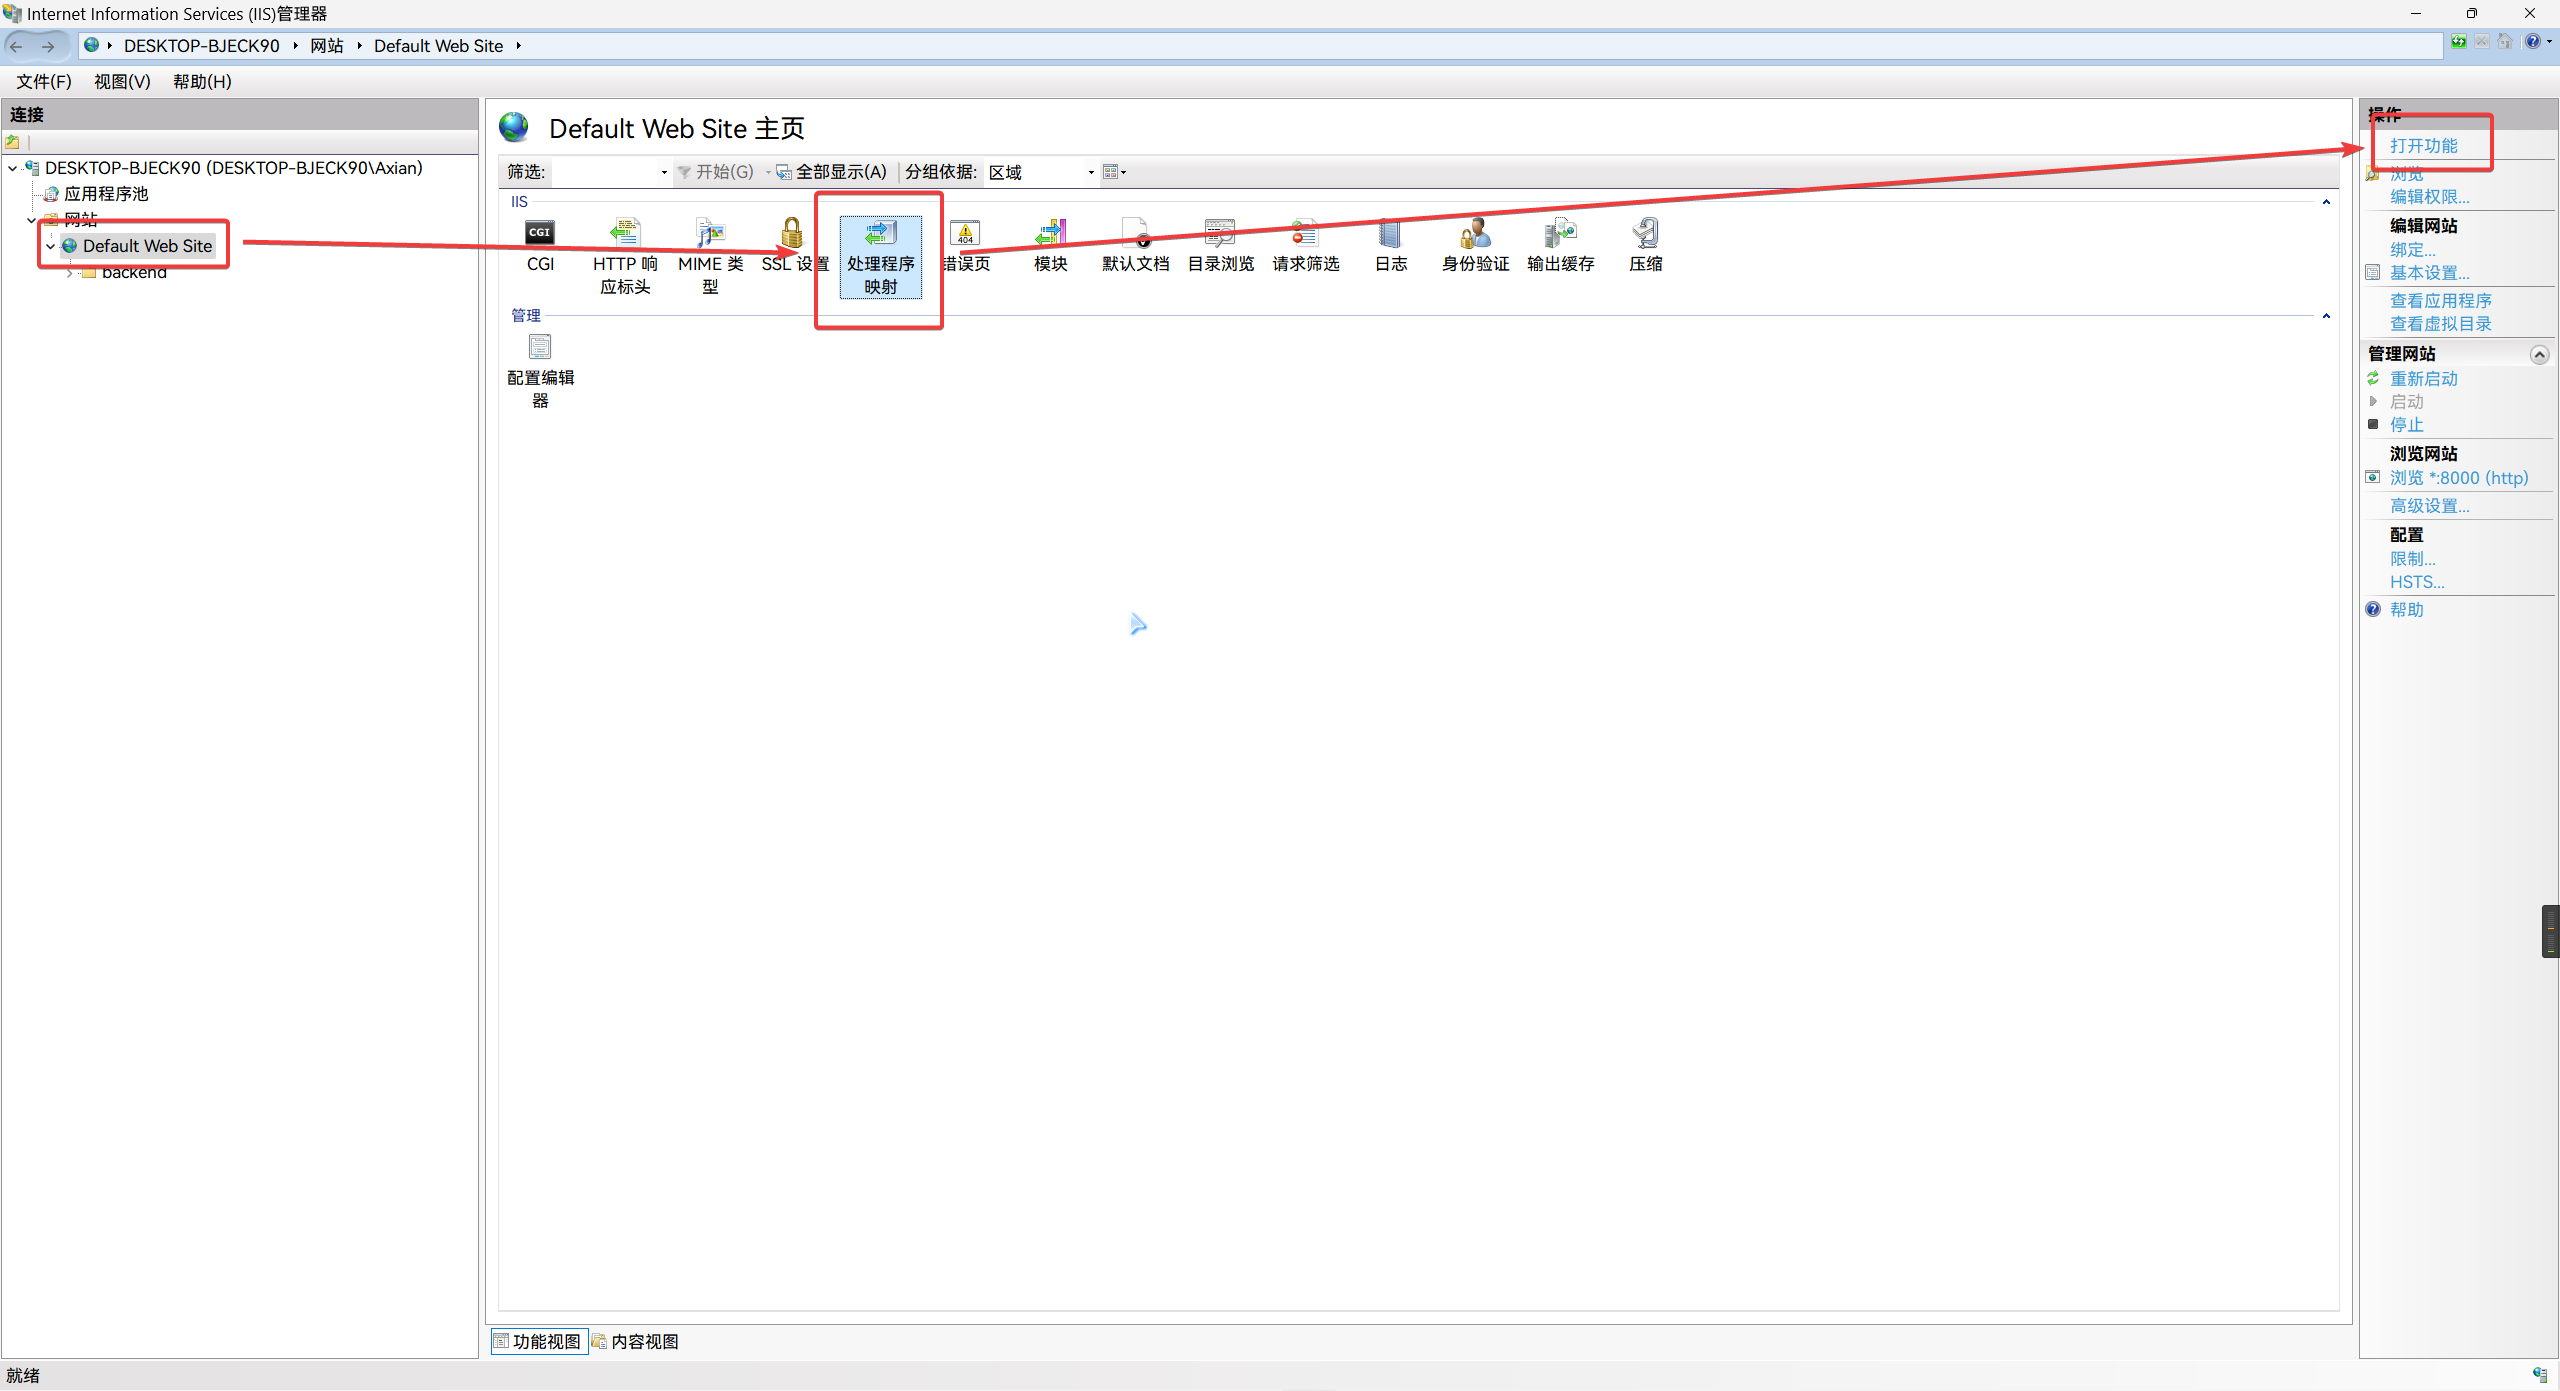 Internet Information Services (IIS)管理器
DESKTOP-BJECK90
网站
Default Web Site
文件(F)
视图(V)
帮助(H)
连接
DESKTOP-BJECK90 (DESKTOP-BJECK90\Axian)
应用程序池
网站
Default Web Site
backend
Default Web Site 主页
筛选:
开始(G)
全部显示(A)
分组依据:
区域
IIS
CGI
CGI
HTTP 响
应标头
MIME 类
型
SSL 设置
处理程序
映射
404
错误页
模块
默认文档
目录浏览
请求筛选
日志
身份验证
输出缓存
压缩
管理
配置编辑
器
功能视图
内容视图
操作
打开功能
浏览
编辑权限...
编辑网站
绑定...
基本设置...
查看应用程序
查看虚拟目录
管理网站
重新启动
启动
停止
浏览网站
浏览 *:8000 (http)
高级设置...
配置
限制...
HSTS...
帮助
就绪